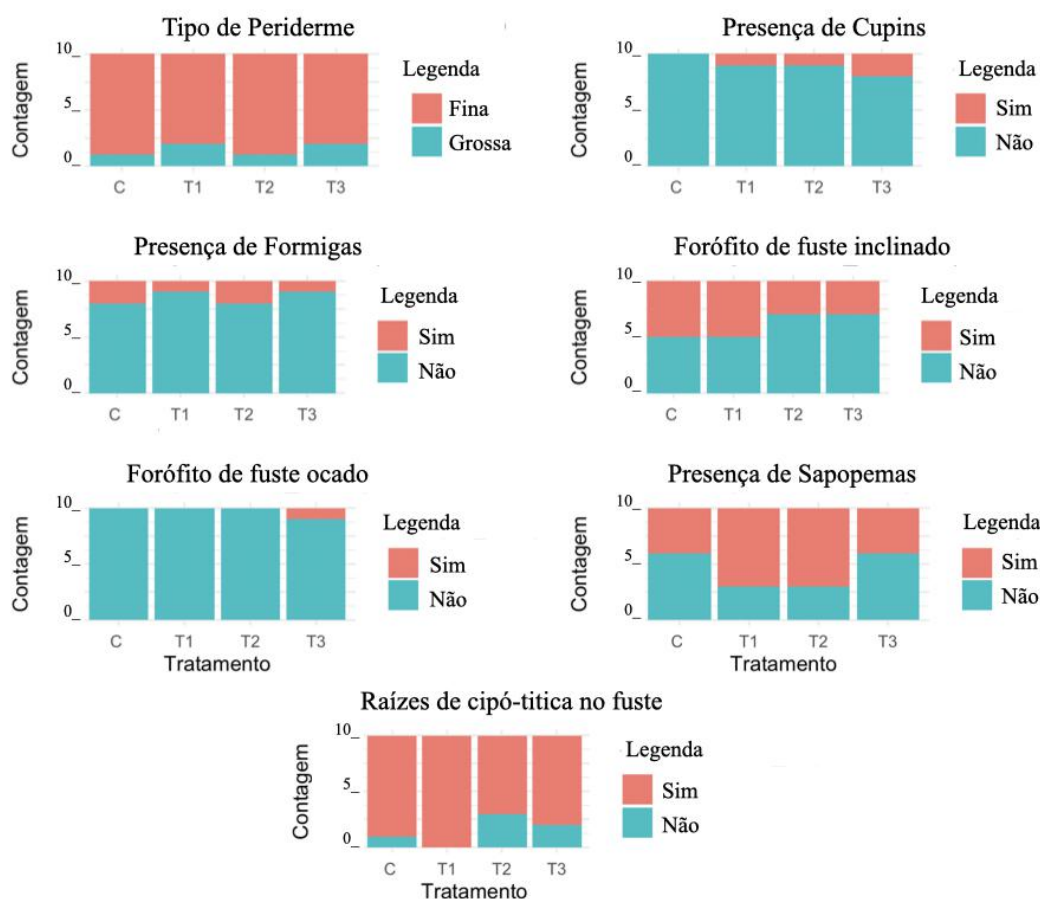 Tipo de Periderme
Contagem
10
5
0
C T1 T2 T3
Legenda
Fina
Grossa
Presença de Cupins
Contagem
10
5
0
C T1 T2 T3
Legenda
Sim
Não
Presença de Formigas
Contagem
10
5
0
C T1 T2 T3
Legenda
Sim
Não
Forófito de fuste inclinado
Contagem
10
5
0
C T1 T2 T3
Legenda
Sim
Não
Forófito de fuste ocado
Contagem
10
5
0
C T1 T2 T3
Tratamento
Legenda
Sim
Não
Presença de Sapopemas
Contagem
10
5
0
C T1 T2 T3
Tratamento
Legenda
Sim
Não
Raízes de cipó-titica no fuste
Contagem
10
5
0
C T1 T2 T3
Tratamento
Legenda
Sim
Não